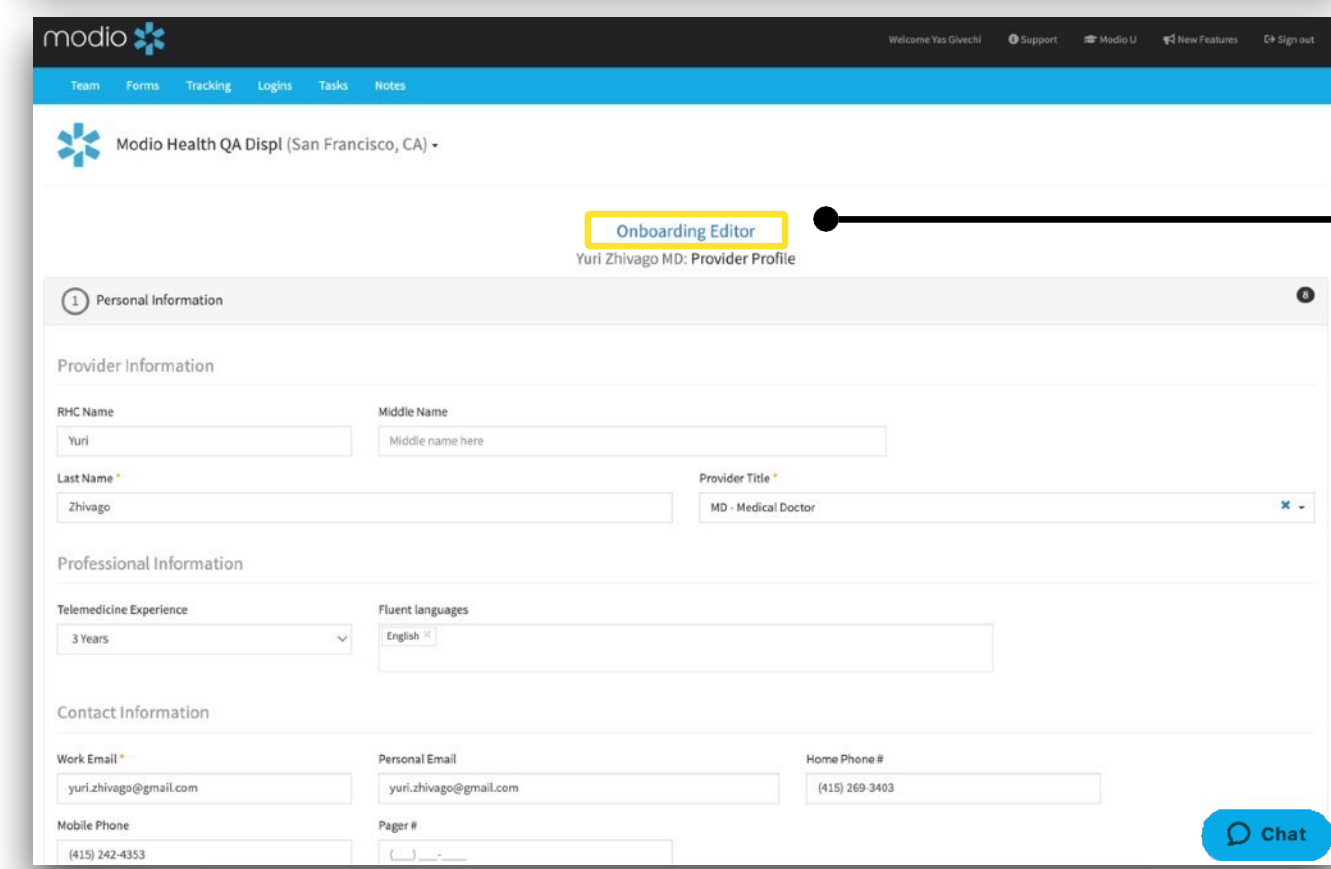 modio
Welcome Yas Givechi Support Modio U New Features Sign out
Team Forms Tracking Logins Tasks Notes
Modio Health QA Displ (San Francisco, CA)
Onboarding Editor
Yuri Zhivago MD: Provider Profile
1 Personal Information 8
Provider Information
RHC Name Middle Name
Yuri Middle name here
Last Name * Provider Title *
Zhivago MD - Medical Doctor
Professional Information
Telemedicine Experience Fluent languages
3 Years English
Contact Information
Work Email * Personal Email Home Phone #
yuri.zhivago@gmail.com yuri.zhivago@gmail.com (415) 269-3403
Mobile Phone Pager #
(415) 242-4353 (__) ___-____
Chat